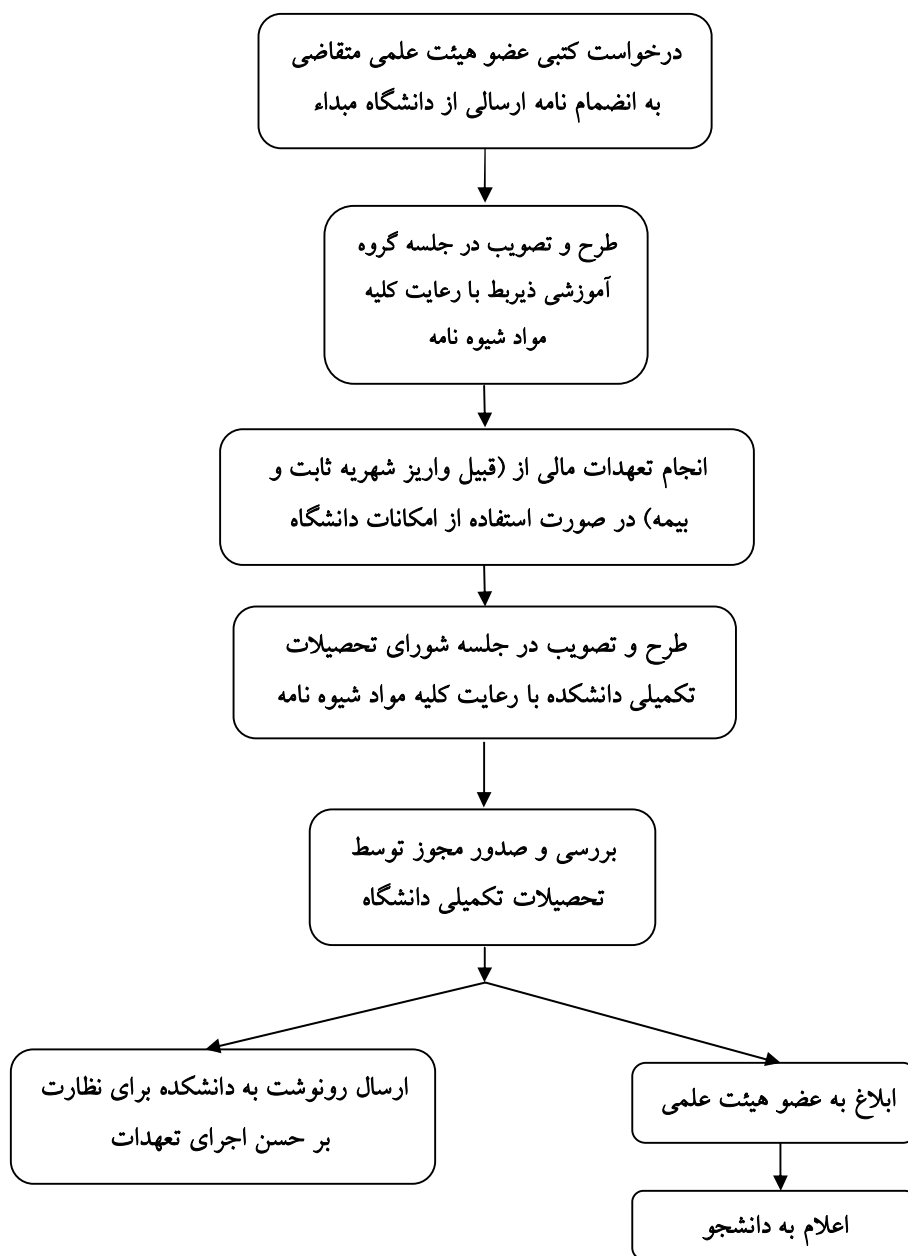 درخواست کتبی عضو هیئت علمی متقاضی
به انضمام نامه ارسالی از دانشگاه مبداء
طرح و تصویب در جلسه گروه
آموزشی ذیربط با رعایت کلیه
مواد شیوه نامه
انجام تعهدات مالی از (قبیل واریز شهریه ثابت و
بیمه) در صورت استفاده از امکانات دانشگاه
طرح و تصویب در جلسه شورای تحصیلات
تکمیلی دانشکده با رعایت کلیه مواد شیوه نامه
بررسی و صدور مجوز توسط
تحصیلات تکمیلی دانشگاه
ابلاغ به عضو هیئت علمی
اعلام به دانشجو
ارسال رونوشت به دانشکده برای نظارت
بر حسن اجرای تعهدات